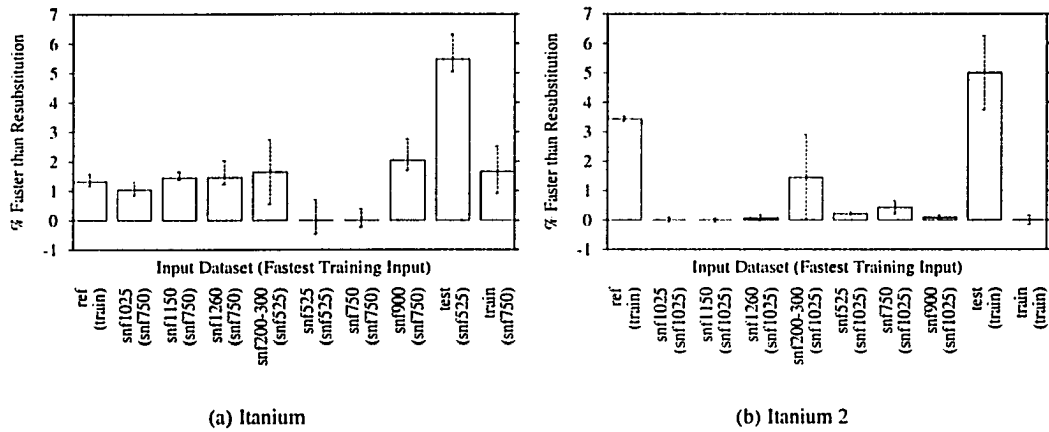 7
6
5
4
3
2
1
0
-1
% Faster than Resubstitution
Input Dataset (Fastest Training Input)
ref
(train)
snf1025
(snf750)
snf1150
(snf750)
snf1260
(snf750)
snf200-300
(snf525)
snf525
(snf525)
snf750
(snf750)
snf900
(snf750)
test
(snf525)
train
(snf750)
(a) Itanium
7
6
5
4
3
2
1
0
-1
% Faster than Resubstitution
Input Dataset (Fastest Training Input)
ref
(train)
snf1025
(snf1025)
snf1150
(snf1025)
snf1260
(snf1025)
snf200-300
(snf1025)
snf525
(snf1025)
snf750
(snf1025)
snf900
(snf1025)
test
(train)
train
(train)
(b) Itanium 2